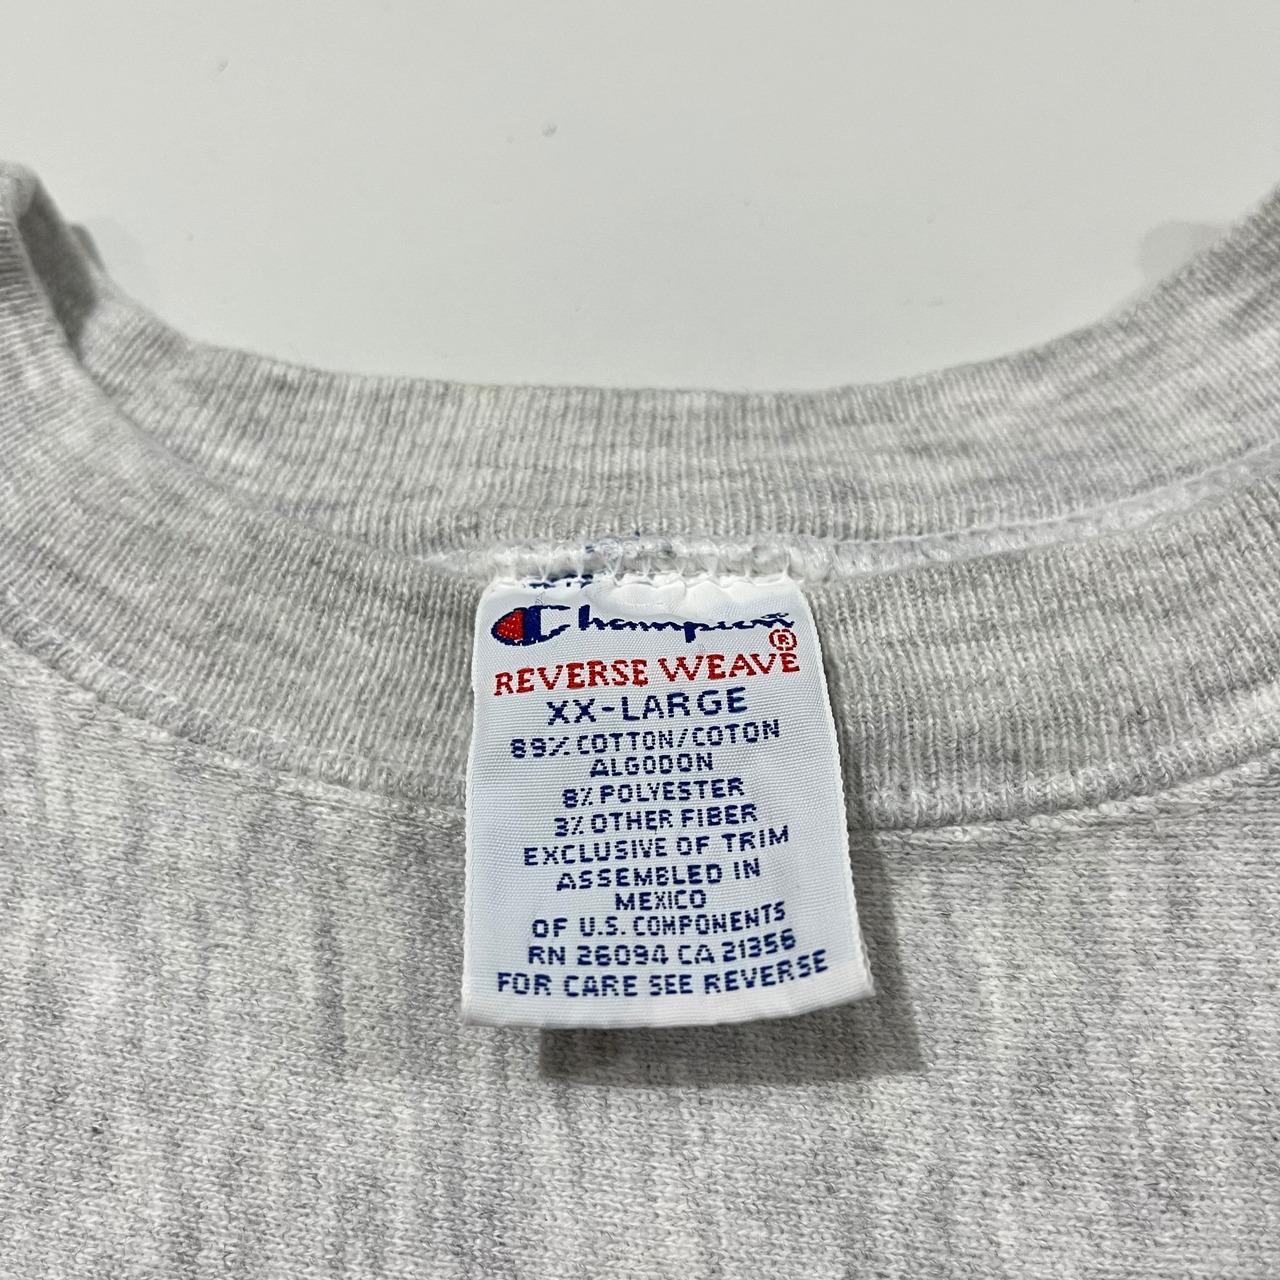 Champion
REVERSE WEAVE®
XX-LARGE
89% COTTON/COTON
ALGODON
8% POLYESTER
3% OTHER FIBER
EXCLUSIVE OF TRIM
ASSEMBLED IN
MEXICO
OF U.S. COMPONENTS
RN 26094 CA 21356
FOR CARE SEE REVERSE